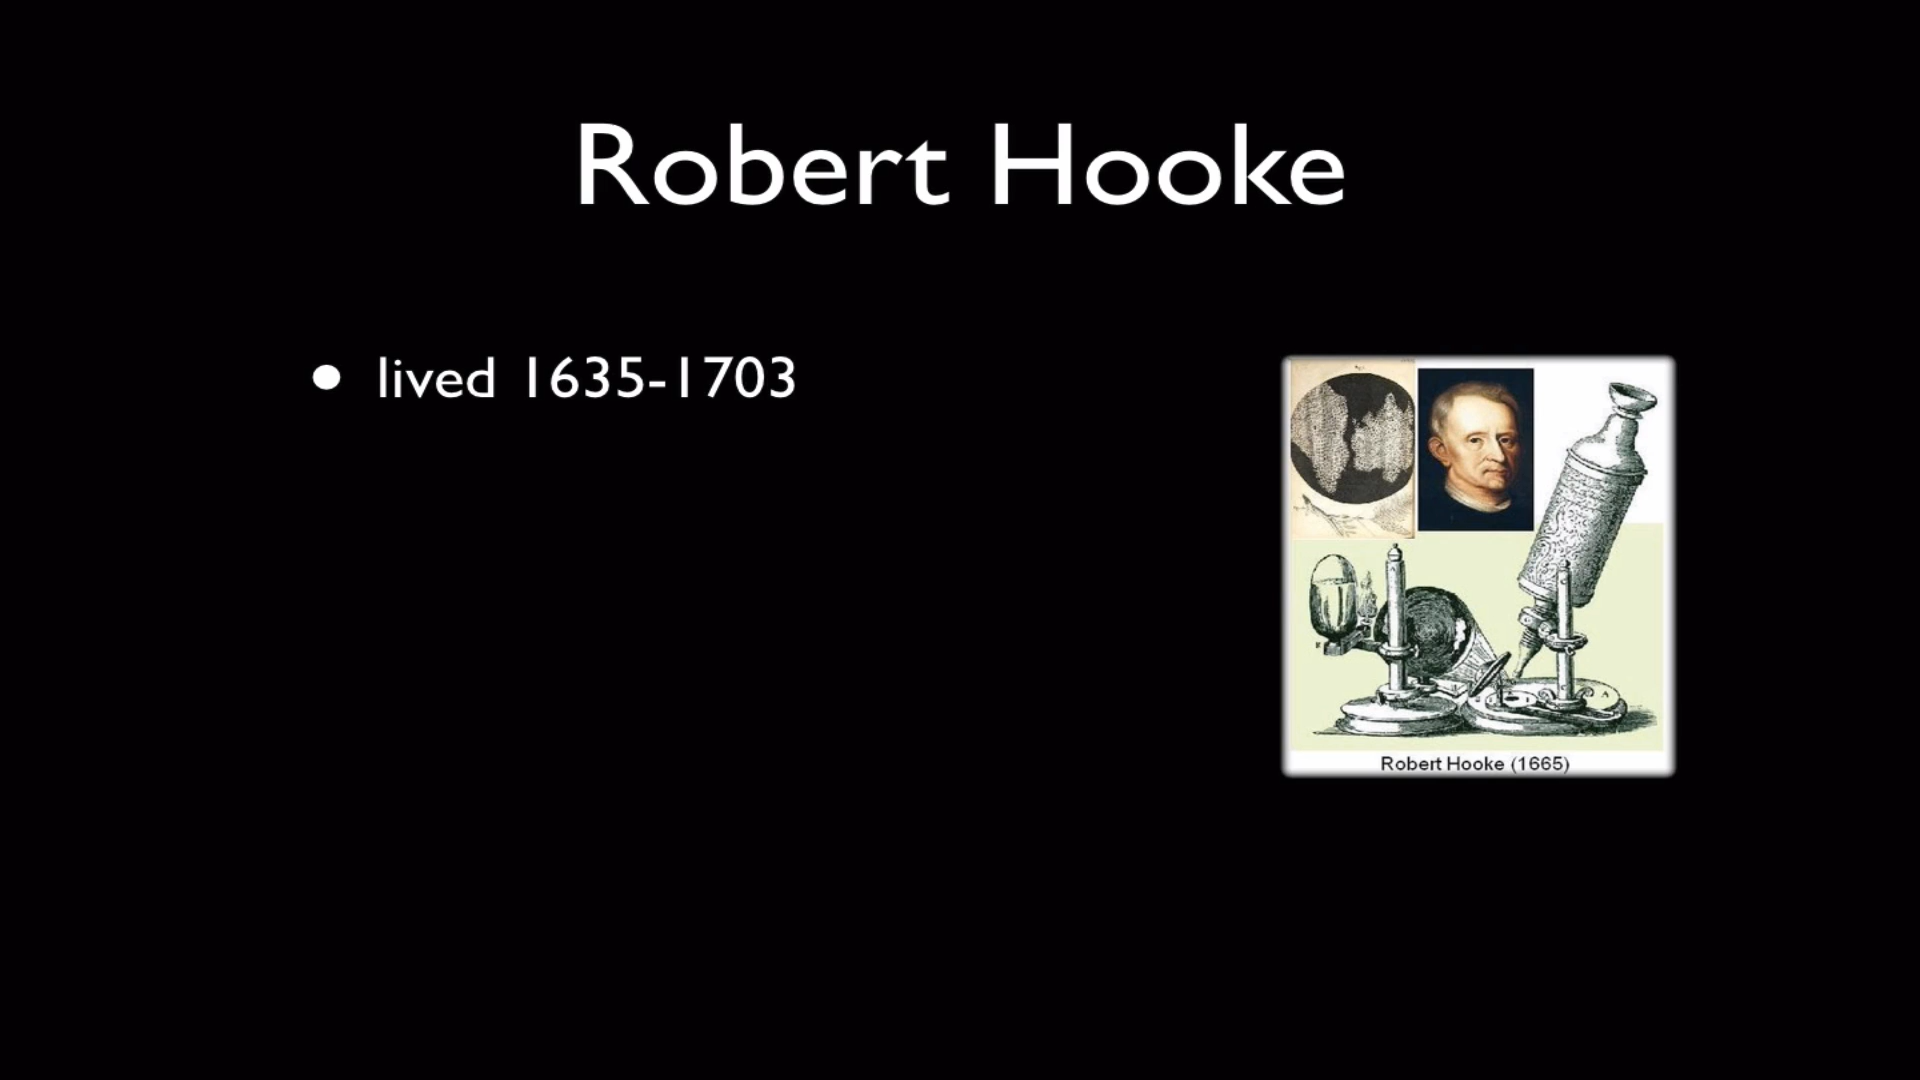 Robert Hooke
• lived 1635-1703
Robert Hooke (1665)